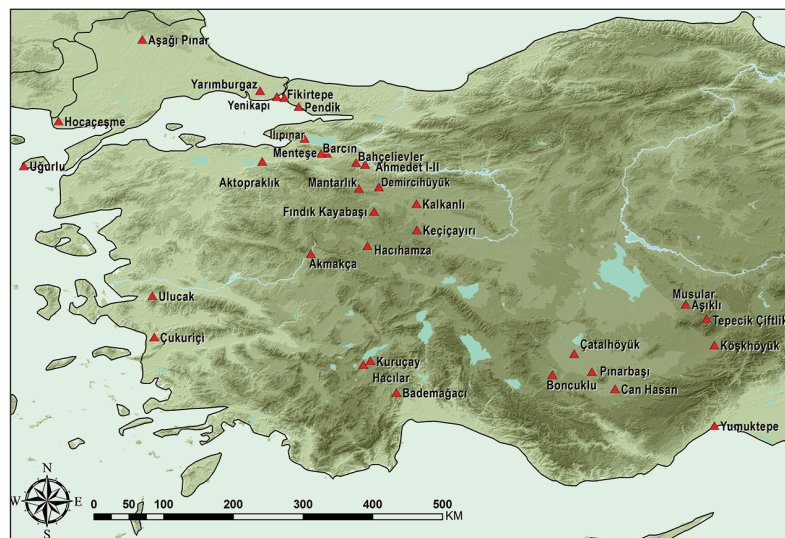 Aşağı Pınar
Yarımburgaz
Fikirtepe
Yenikapı
Pendik
Hocaçeşme
Ilıpınar
Barcın
Menteşe
Bahçelievler
Uğurlu
Ahmedet I-II
Aktopraklık
Mantarlık
Demircihüyük
Kalkanlı
Fındık Kayabaşı
Keçiçayırı
Hacıhamza
Akmakça
Ulucak
Musular
Aşıklı
Tepecik Çiftlik
Çukuriçi
Çatalhöyük
Köşkhöyük
Kuruçay
Hacılar
Pınarbaşı
Boncuklu
Bademağacı
Can Hasan
Yumuktepe
N
W E
S
0 25 50 100 200 300 400 500
KM